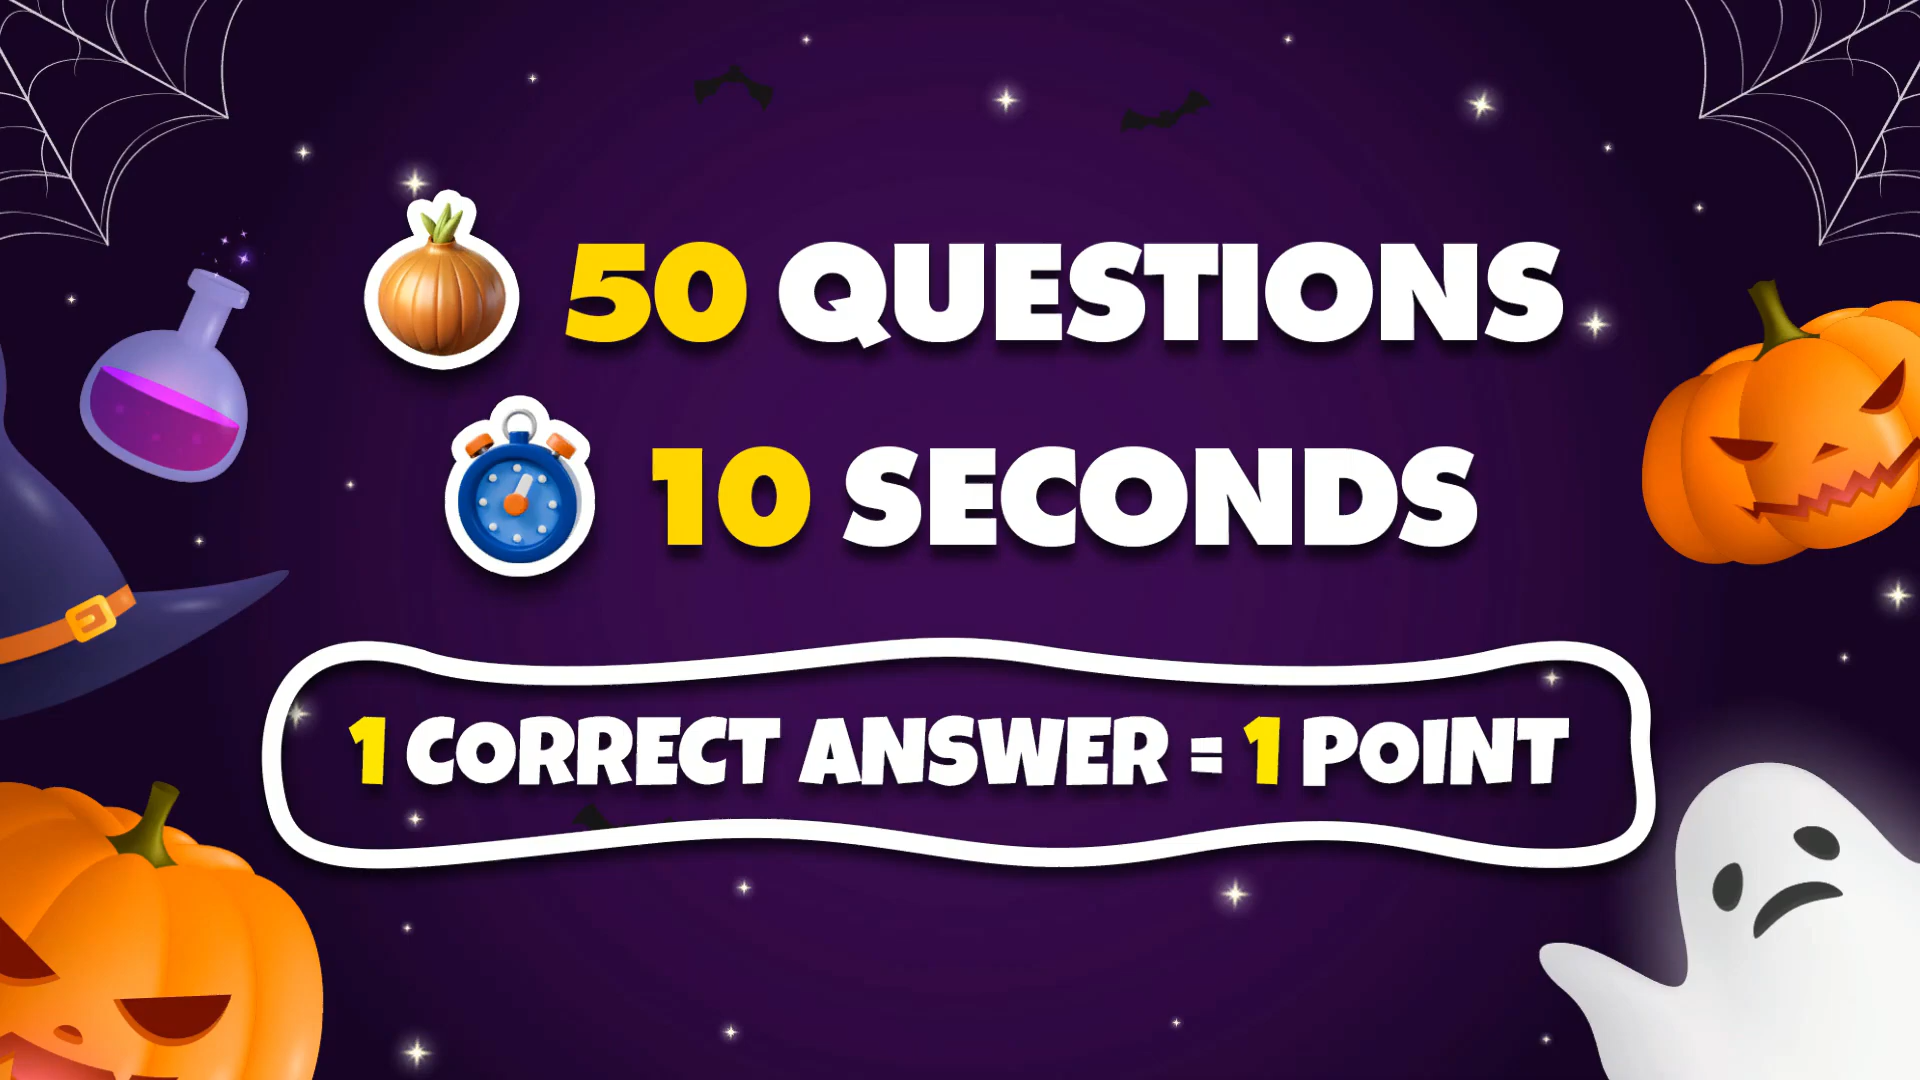 50 QUESTIONS
10 SECONDS
1 CORRECT ANSWER = 1 POINT